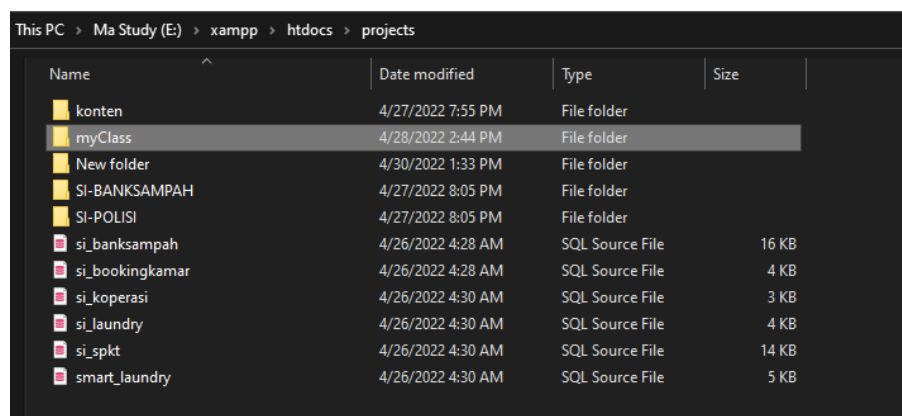 This PC > Ma Study (E:) > xampp > htdocs > projects
Name Date modified Type Size
konten 4/27/2022 7:55 PM File folder
myClass 4/28/2022 2:44 PM File folder
New folder 4/30/2022 1:33 PM File folder
SI-BANKSAMPAH 4/27/2022 8:05 PM File folder
SI-POLISI 4/27/2022 8:05 PM File folder
si_banksampah 4/26/2022 4:28 AM SQL Source File 16 KB
si_bookingkamar 4/26/2022 4:28 AM SQL Source File 4 KB
si_koperasi 4/26/2022 4:30 AM SQL Source File 3 KB
si_laundry 4/26/2022 4:30 AM SQL Source File 4 KB
si_spkt 4/26/2022 4:30 AM SQL Source File 14 KB
smart_laundry 4/26/2022 4:30 AM SQL Source File 5 KB